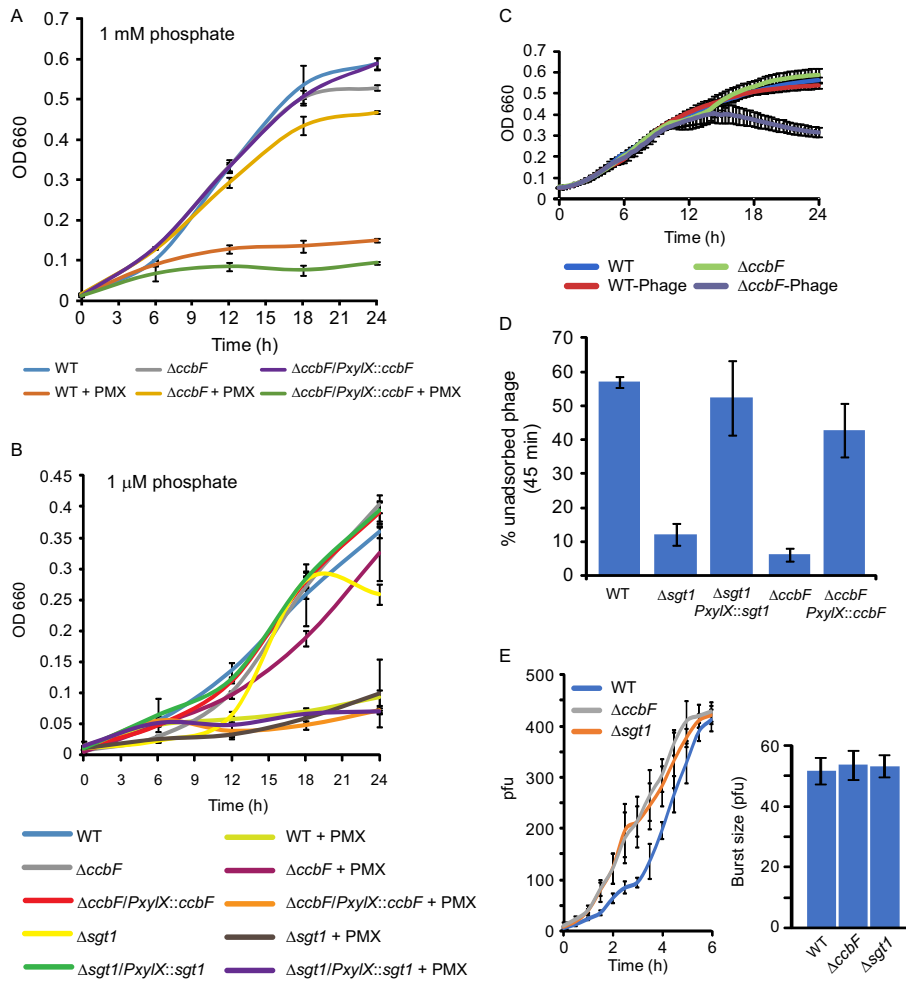 A
1 mM phosphate
OD 660
0.7
0.6
0.5
0.4
0.3
0.2
0.1
0
0 3 6 9 12 15 18 21 24
Time (h)
WT ΔccbF ΔccbF/PxylX::ccbF
WT + PMX ΔccbF + PMX ΔccbF/PxylX::ccbF + PMX
B
1 μM phosphate
OD 660
0.45
0.4
0.35
0.3
0.25
0.2
0.15
0.1
0.05
0
0 3 6 9 12 15 18 21 24
Time (h)
WT WT + PMX
ΔccbF ΔccbF + PMX
ΔccbF/PxylX::ccbF ΔccbF/PxylX::ccbF + PMX
Δsgt1 Δsgt1 + PMX
Δsgt1/PxylX::sgt1 Δsgt1/PxylX::sgt1 + PMX
C
OD 660
0.7
0.6
0.5
0.4
0.3
0.2
0.1
0
0 6 12 18 24
Time (h)
WT ΔccbF
WT-Phage ΔccbF-Phage
D
% unadsorbed phage
(45 min)
70
60
50
40
30
20
10
0
WT Δsgt1 Δsgt1 ΔccbF ΔccbF
PxylX::sgt1 PxylX::ccbF
E
pfu
500
400
300
200
100
0
0 2 4 6
Time (h)
WT
ΔccbF
Δsgt1
Burst size (pfu)
60
40
20
0
WT ΔccbF Δsgt1